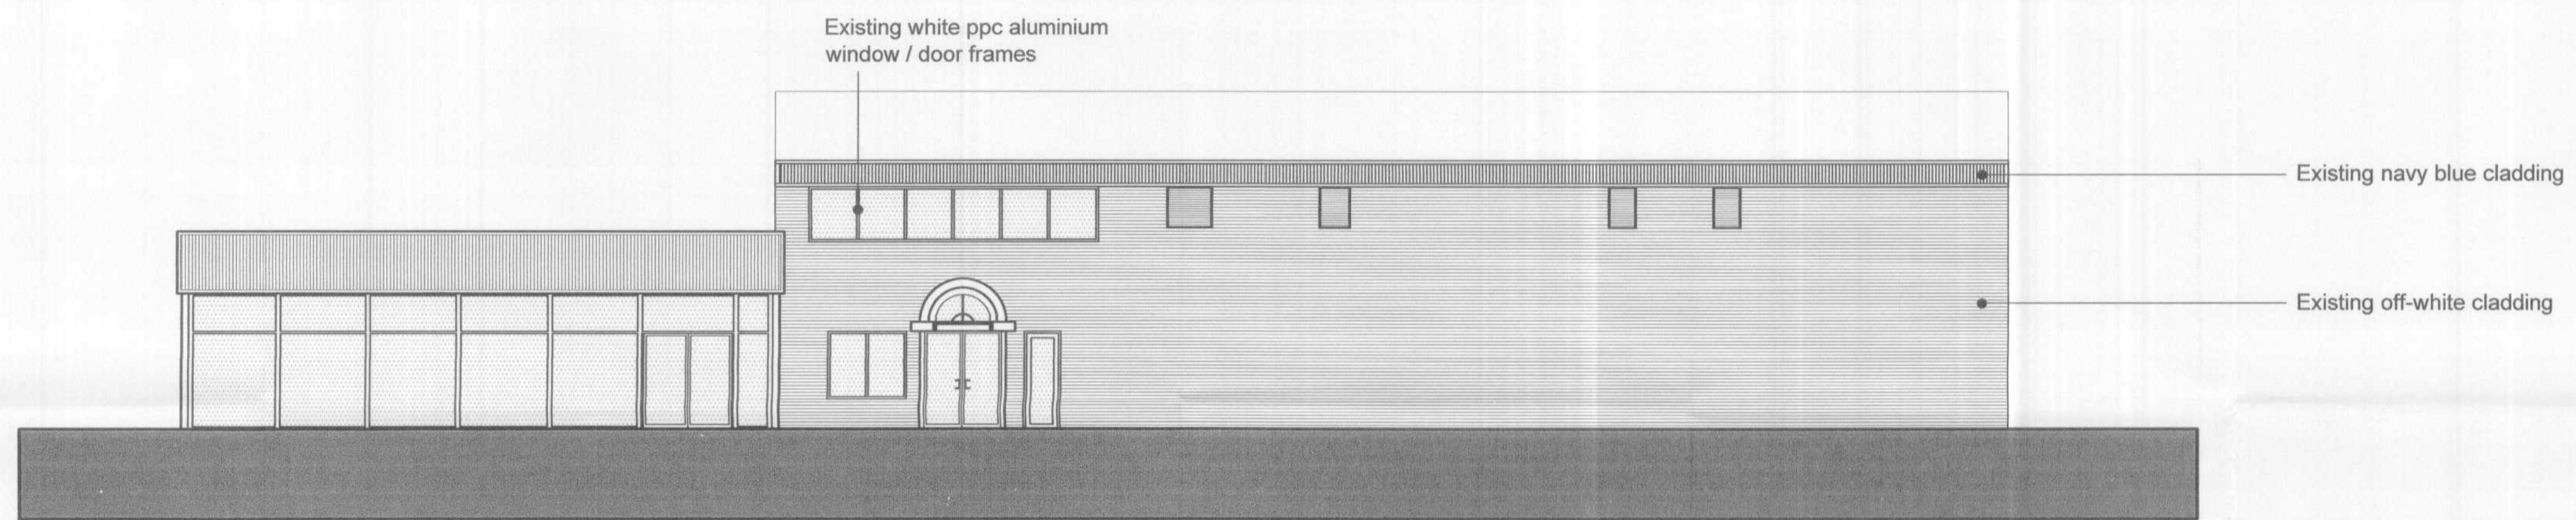 Existing white ppc aluminium
window / door frames
Existing navy blue cladding
Existing off-white cladding